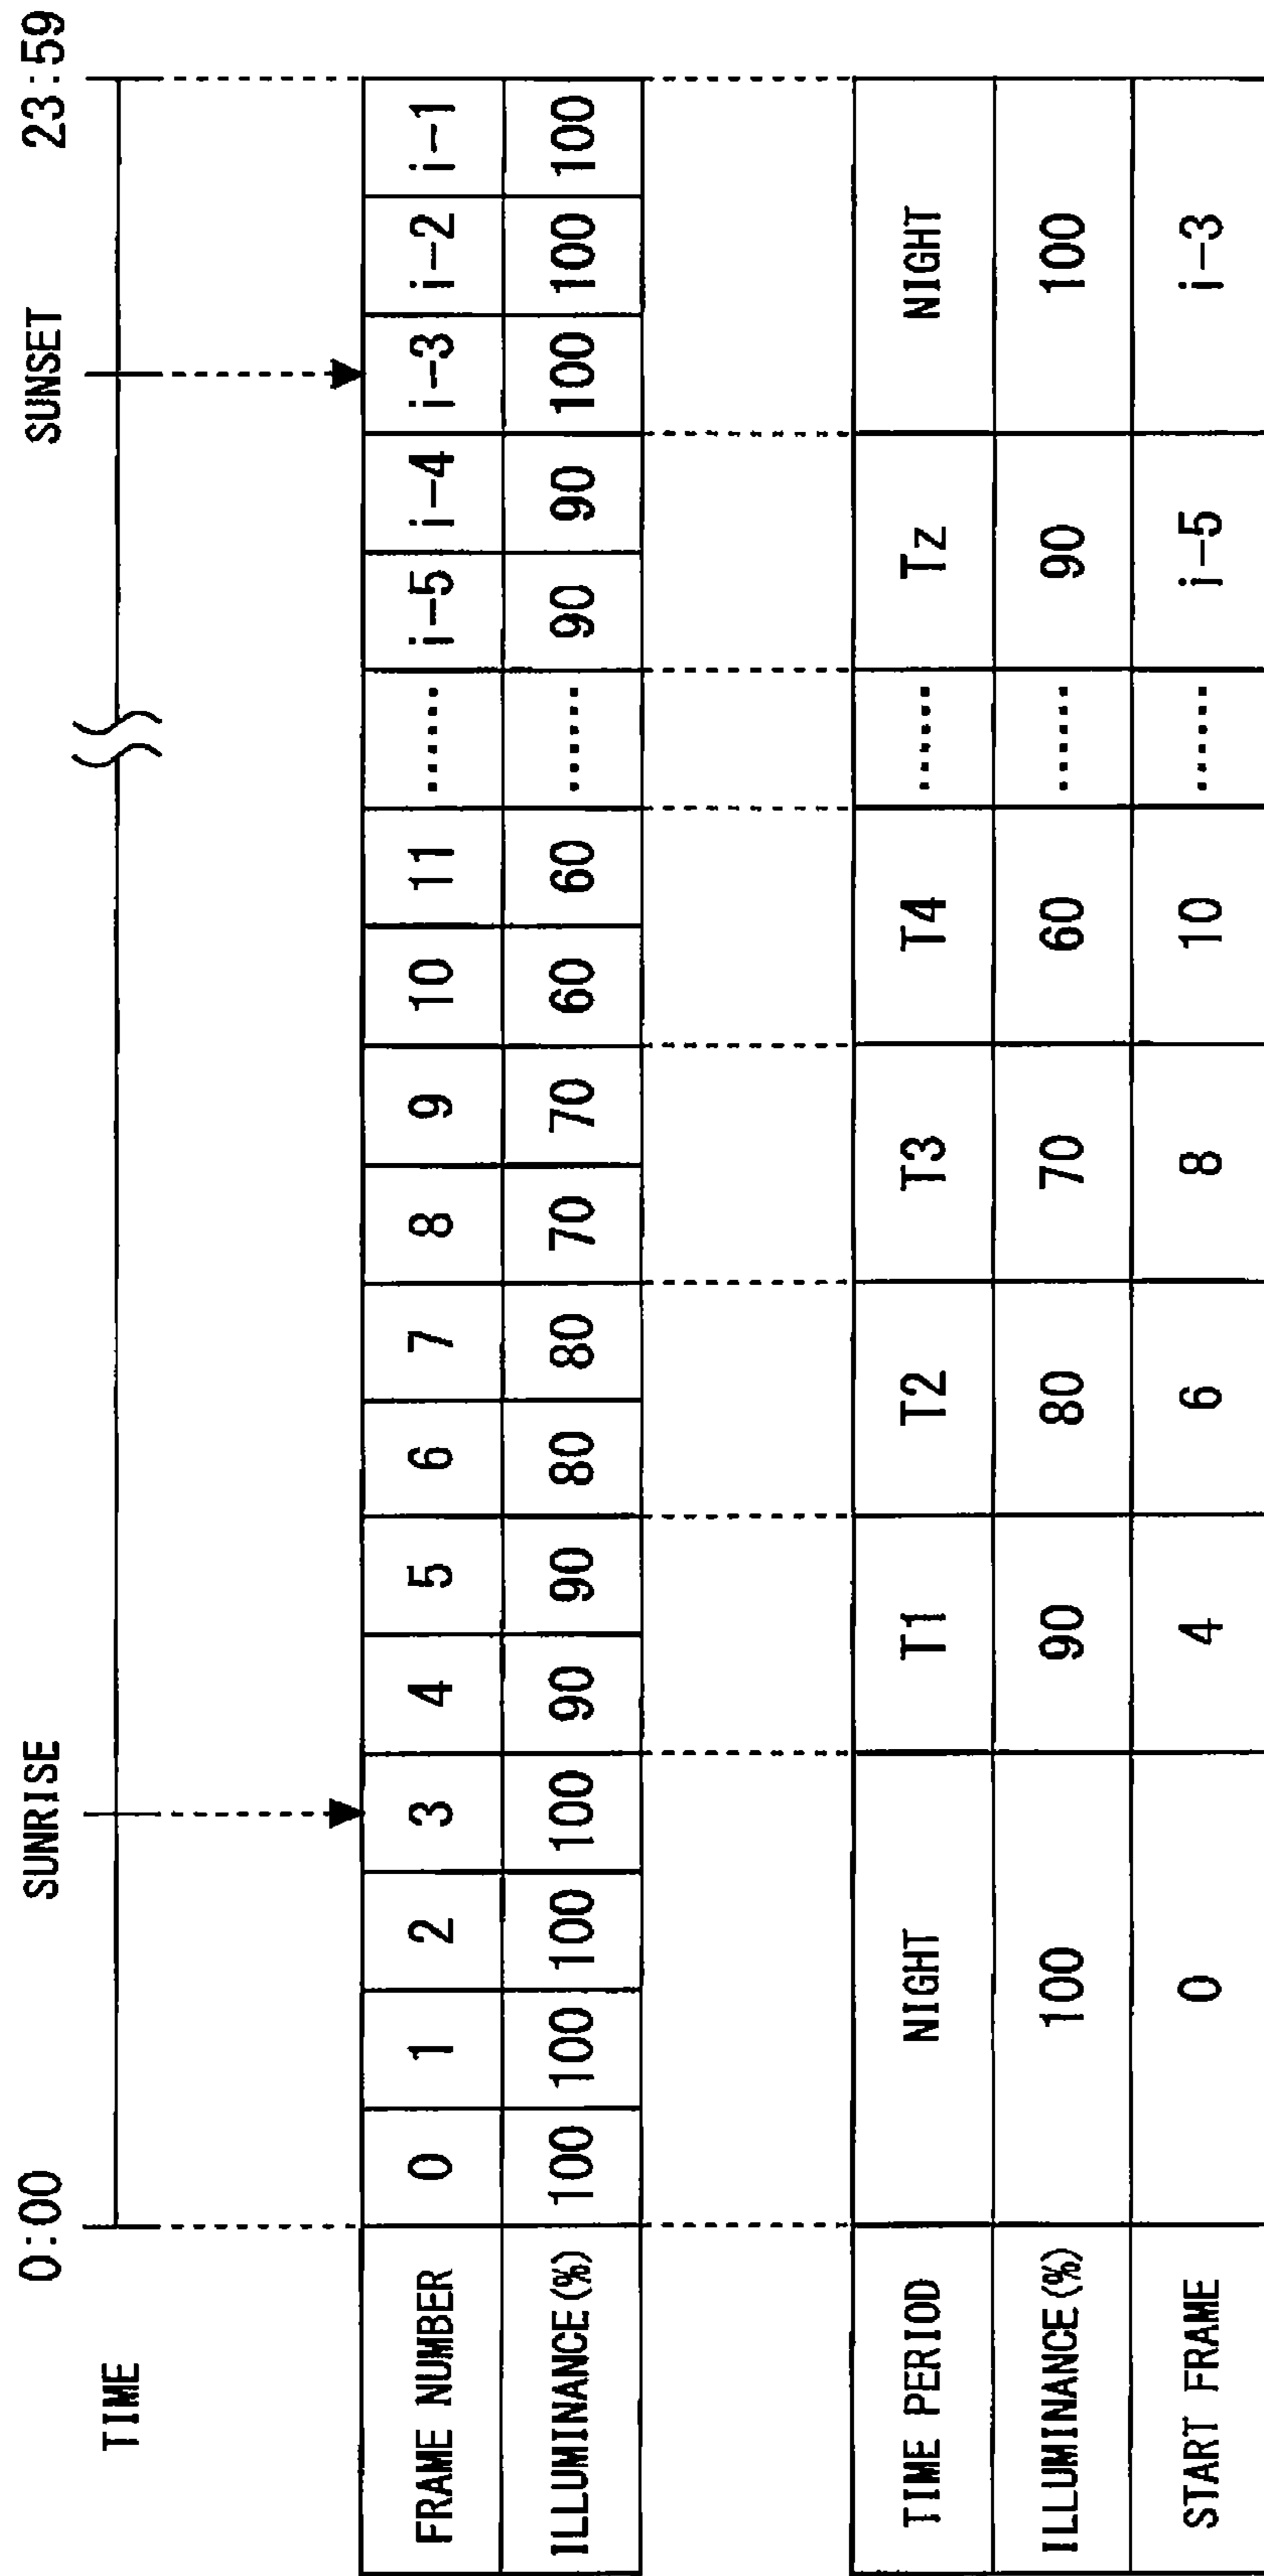 0:00 SUNRISE SUNSET 23:59
TIME
FRAME NUMBER 0 1 2 3 4 5 6 7 8 9 10 11 ...... i-5 i-4 i-3 i-2 i-1
ILLUMINANCE(%) 100 100 100 100 90 90 80 80 70 70 60 60 ...... 90 90 100 100 100
TIME PERIOD NIGHT T1 T2 T3 T4 ...... Tz NIGHT
ILLUMINANCE(%) 100 90 80 70 60 ...... 90 100
START FRAME 0 4 6 8 10 ...... i-5 i-3